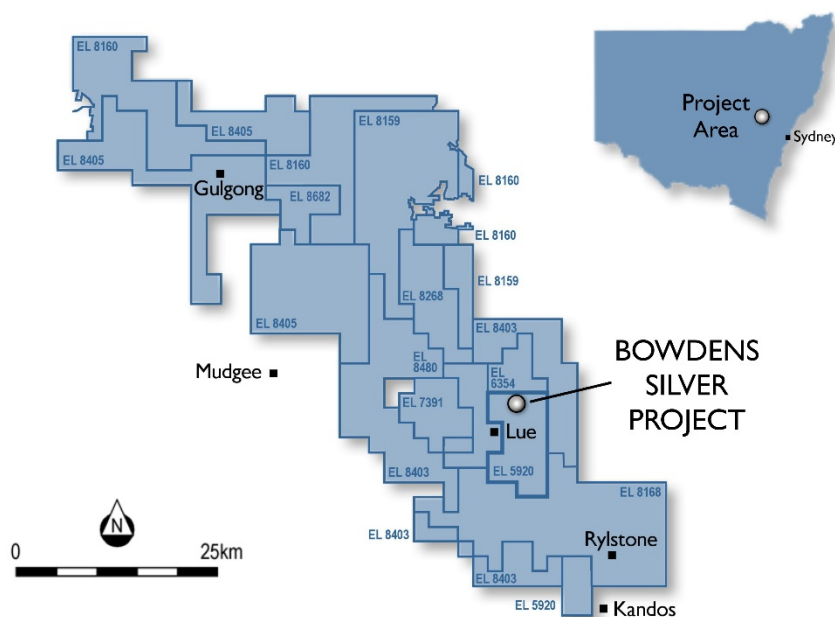 EL 8160
EL 8159
EL 8405
EL 8405
EL 8160
Gulgong
EL 8682
EL 8160
EL 8160
EL 8159
EL 8268
EL 8405
EL 8403
Mudgee
EL
8480
EL
6354
EL 7391
Lue
BOWDENS
SILVER
PROJECT
EL 8403
EL 5920
EL 8168
EL 8403
Rylstone
EL 8403
EL 5920
Kandos
N
0
25km
Project
Area
Sydney